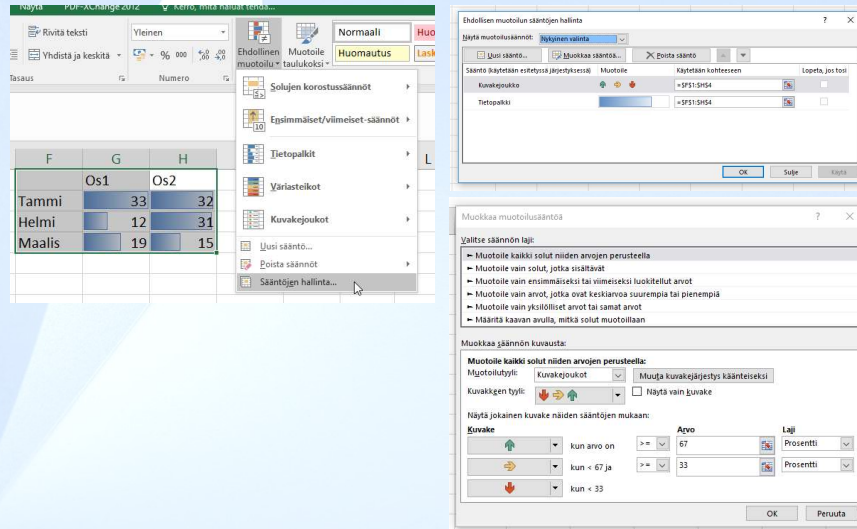 Näytä PDF-XChange 2012 Kerro, mitä haluat tehdä...
Rivitä teksti
Yhdistä ja keskitä
Tasaus
Yleinen
% 000
Numero
Ehdollinen muotoilu
Muotoile taulukoksi
Normaali
Huo
Huomautus
Lask
Solujen korostussäännöt
Ensimmäiset/viimeiset-säännöt
Tietopalkit
Väriasteikot
Kuvakejoukot
Uusi sääntö...
Poista säännöt
Sääntöjen hallinta...
F G H L
Os1 Os2
Tammi 33 32
Helmi 12 31
Maalis 19 15
Ehdollisen muotoilun sääntöjen hallinta ? X
Näytä muotoilusäännöt: Nykyinen valinta
Uusi sääntö... Muokkaa sääntöä... Poista sääntö
Sääntö (käytetään esitetyssä järjestyksessä) Muotoile Käytetään kohteeseen Lopeta, jos tosi
Kuvakejoukko =$F$1:$H$4
Tietopalkki =$F$1:$H$4
OK Sulje Käytä
Muokkaa muotoilusääntöä ? X
Valitse säännön laji:
► Muotoile kaikki solut niiden arvojen perusteella
► Muotoile vain solut, jotka sisältävät
► Muotoile vain ensimmäiseksi tai viimeiseksi luokitellut arvot
► Muotoile vain arvot, jotka ovat keskiarvoa suurempia tai pienempiä
► Muotoile vain yksilölliset arvot tai samat arvot
► Määritä kaavan avulla, mitkä solut muotoillaan
Muokkaa säännön kuvausta:
Muotoile kaikki solut niiden arvojen perusteella:
Muotoilutyyli: Kuvakejoukot Muuta kuvakejärjestys käänteiseksi
Kuvakkeen tyyli: Näytä vain kuvake
Näytä jokainen kuvake näiden sääntöjen mukaan:
Kuvake Arvo Laji
kun arvo on >= 67 Prosentti
kun < 67 ja >= 33 Prosentti
kun < 33
OK Peruuta